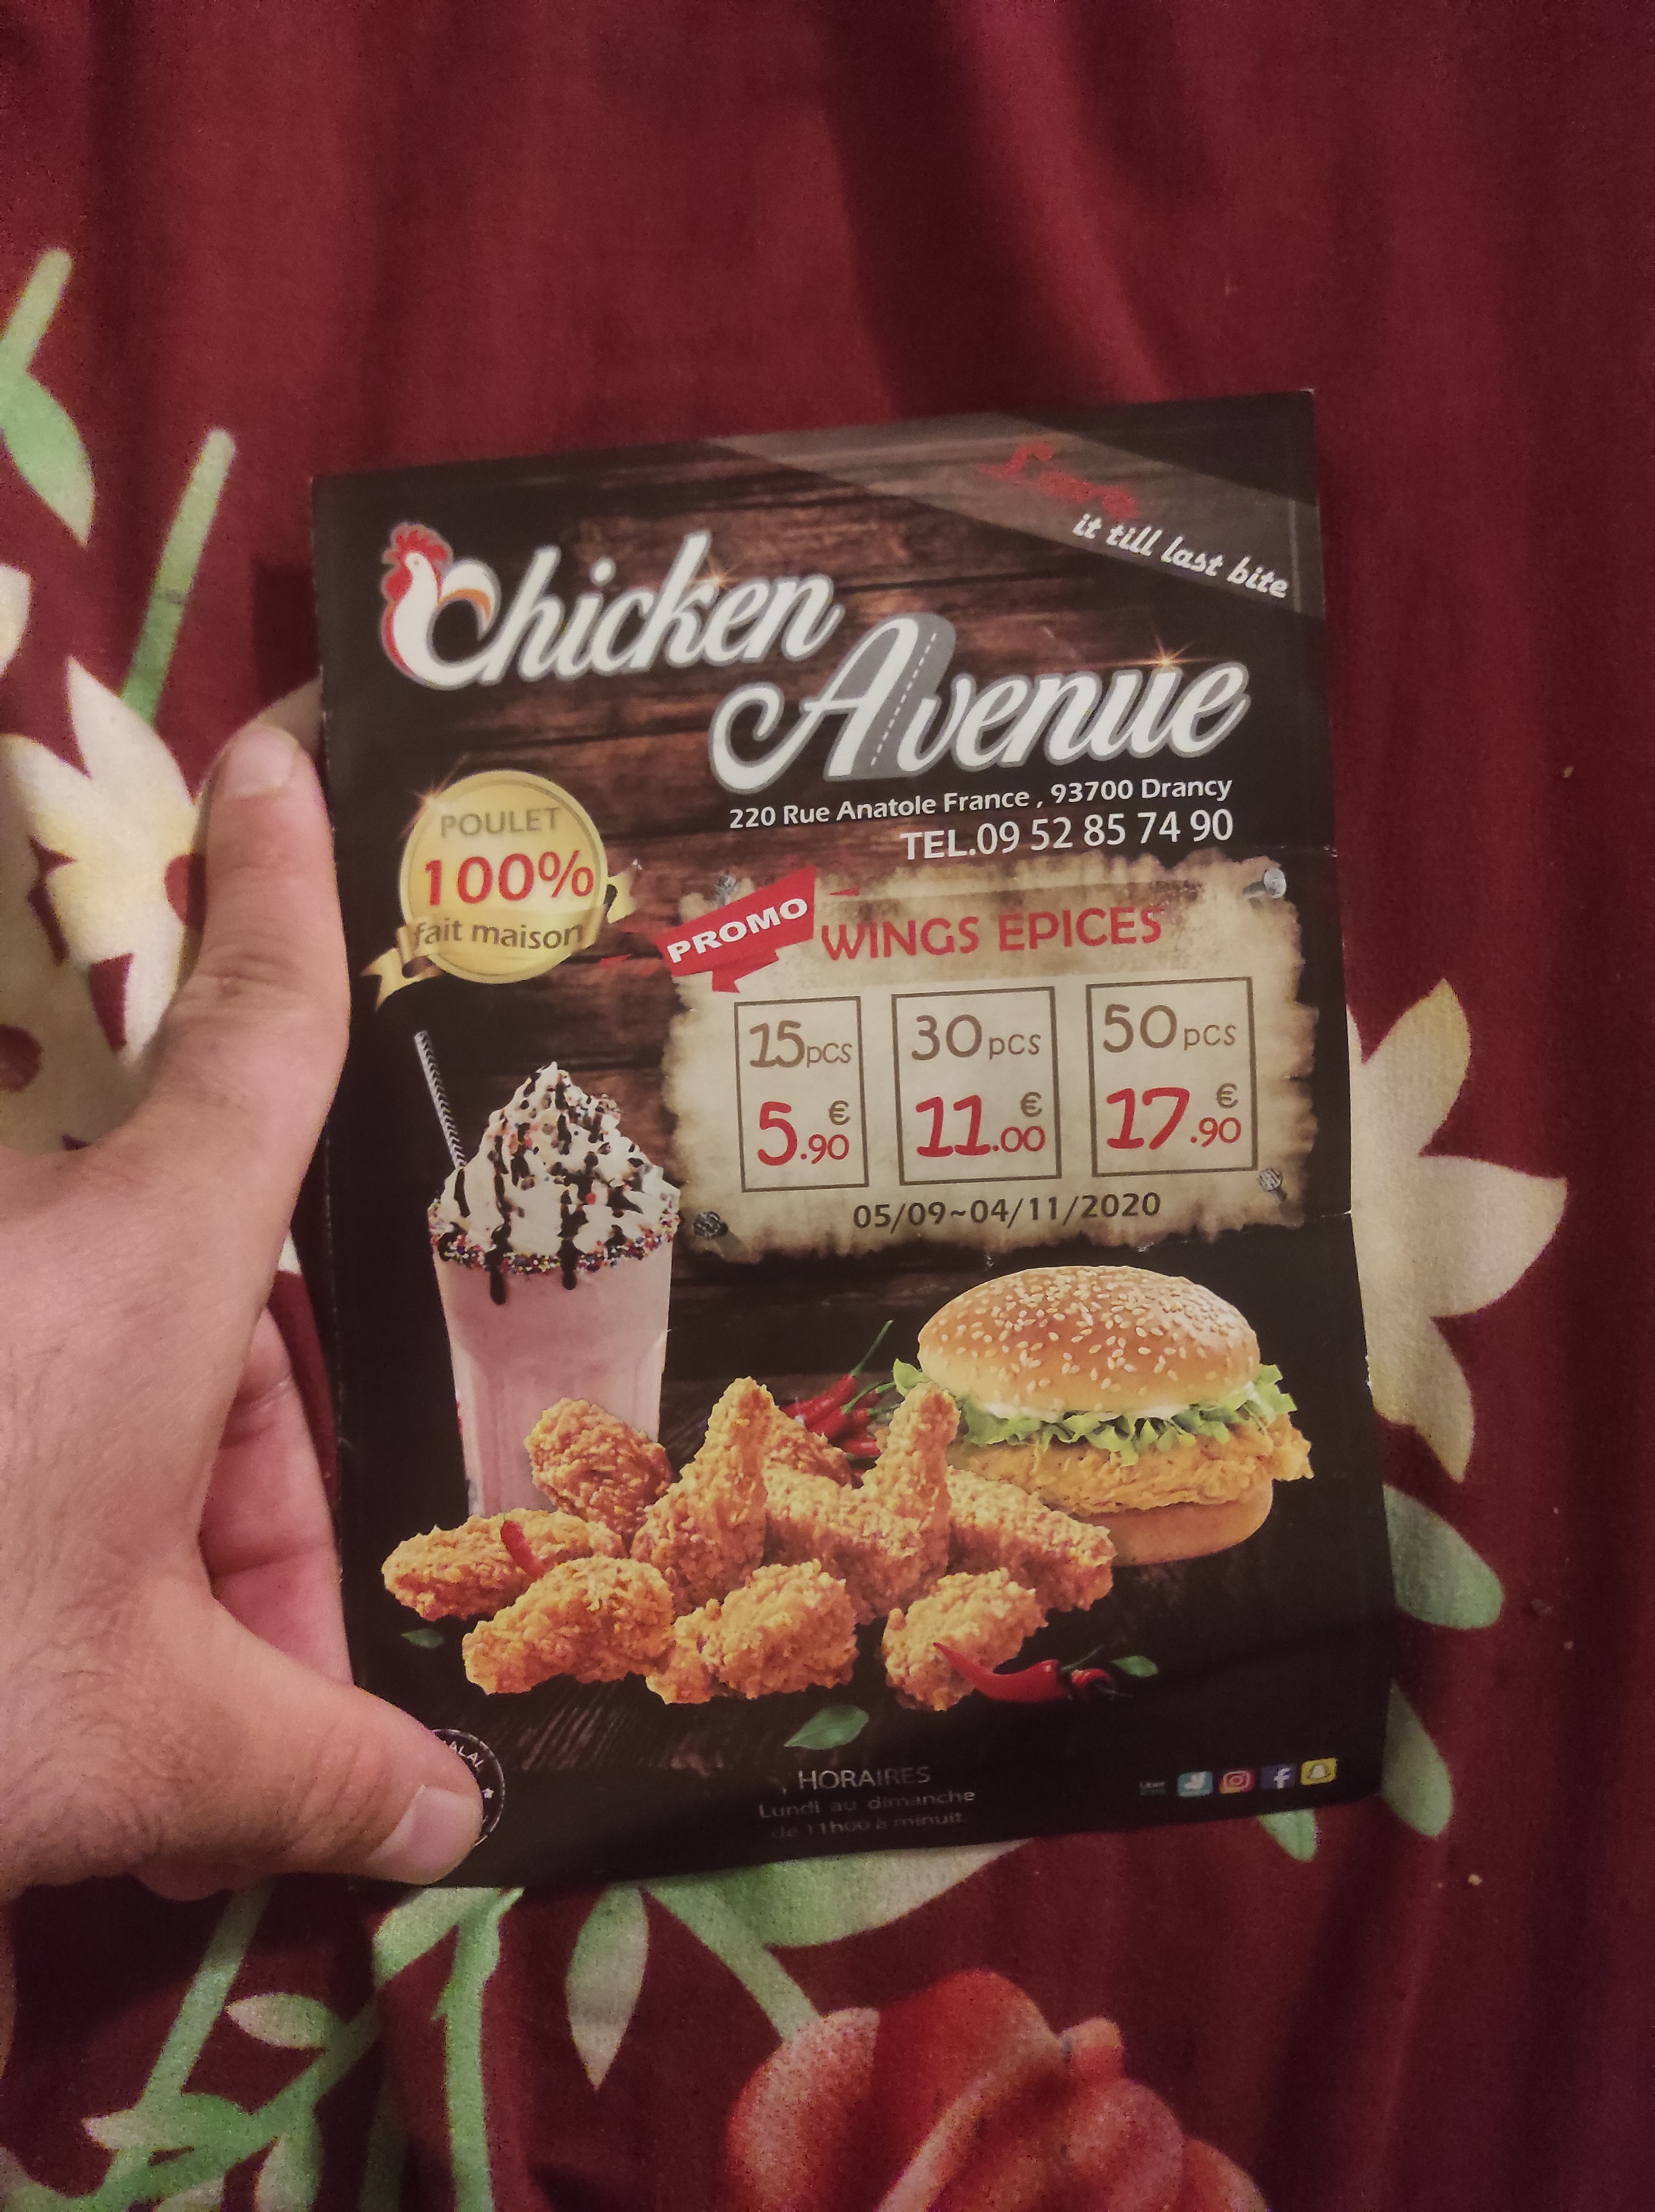 Love
it till last bite
Chicken
Avenue
220 Rue Anatole France , 93700 Drancy
TEL.09 52 85 74 90
POULET
100%
fait maison
PROMO
WINGS EPICES
15pcs
5.90€
30pcs
11.00€
50pcs
17.90€
05/09~04/11/2020
HORAIRES
Lundi au dimanche
de 11h00 à minuit.